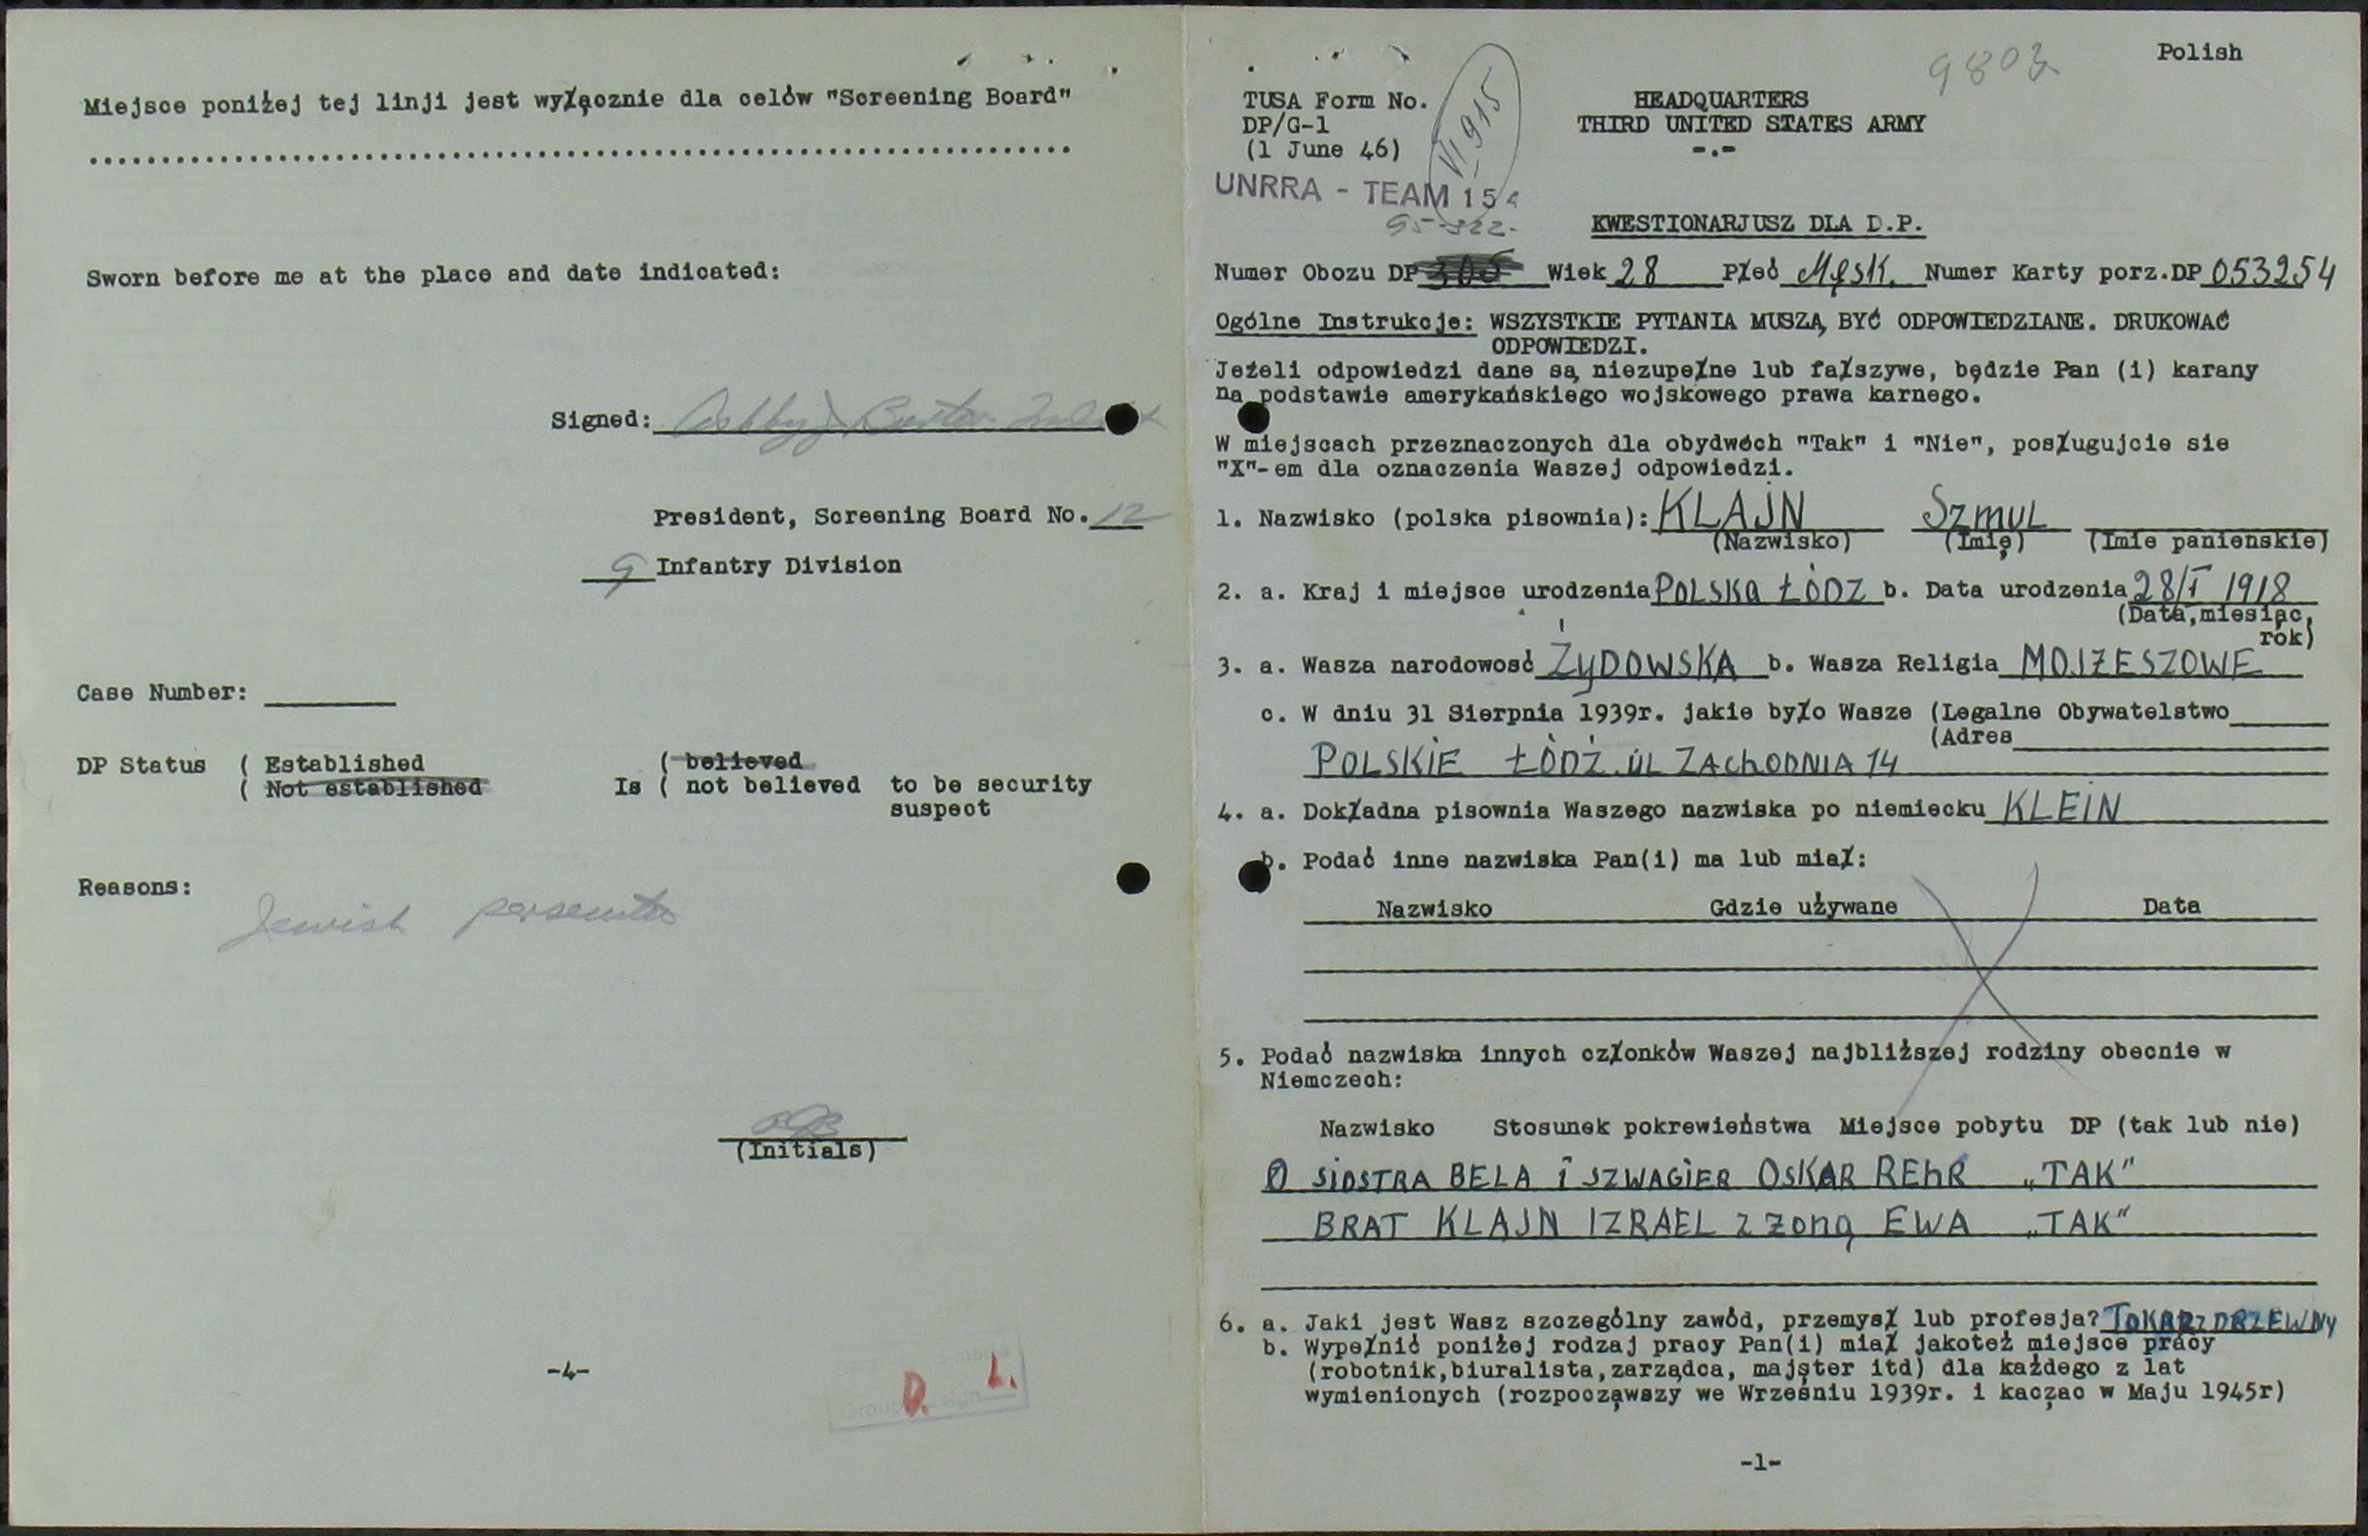 Miejsce poniżej tej linji jest wyłącznie dla celów "Screening Board"
Sworn before me at the place and date indicated:
Signed:
President, Screening Board No. 12
9 Infantry Division
Case Number:
DP Status ( Established ( believed
( Not established Is ( not believed to be security
suspect
Reasons:
Jewish persecutee
(Initials)
-4-
D. L.
9803
Polish
TUSA Form No.
DP/G-1
(1 June 46)
VI 915
HEADQUARTERS
THIRD UNITED STATES ARMY
-.-
UNRRA - TEAM 154
95-322-
KWESTIONARJUSZ DLA D.P.
Numer Obozu DP 305 Wiek 28 Płeć Męsk. Numer Karty porz.DP 053254
Ogólne Instrukcje: WSZYSTKIE PYTANIA MUSZĄ BYĆ ODPOWIEDZIANE. DRUKOWAĆ
ODPOWIEDZI.
Jeżeli odpowiedzi dane są niezupełne lub fałszywe, będzie Pan (i) karany
na podstawie amerykańskiego wojskowego prawa karnego.
W miejscach przeznaczonych dla obydwóch "Tak" i "Nie", posługujcie sie
"X"-em dla oznaczenia Waszej odpowiedzi.
1. Nazwisko (polska pisownia): KLAJN Szmul
(Nazwisko) (Imię) (Imie panienskie)
2. a. Kraj i miejsce urodzenia POLSKA ŁÓDZ b. Data urodzenia 28/I 1918
(Data, miesiąc,
rok)
3. a. Wasza narodowość ŻYDOWSKA b. Wasza Religia MOJŻESZOWE
c. W dniu 31 Sierpnia 1939r. jakie było Wasze (Legalne Obywatelstwo
(Adres
POLSKIE ŁÓDŹ. UL ZACHODNIA 14
4. a. Dokładna pisownia Waszego nazwiska po niemiecku KLEIN
b. Podać inne nazwiska Pan(i) ma lub miał:
Nazwisko Gdzie używane Data
5. Podać nazwiska innych członków Waszej najbliższej rodziny obecnie w
Niemczech:
Nazwisko Stosunek pokrewieństwa Miejsce pobytu DP (tak lub nie)
SIOSTRA BELA i SZWAGIER OSKAR REhR „TAK"
BRAT KLAJN IZRAEL z żoną EWA „TAK"
6. a. Jaki jest Wasz szczególny zawód, przemysł lub profesja? TOKARZ DRZEWNY
b. Wypełnić poniżej rodzaj pracy Pan(i) miał jakoteż miejsce pracy
(robotnik,biuralista,zarządca, majster itd) dla każdego z lat
wymienionych (rozpocząwszy we Wrześniu 1939r. i kaczac w Maju 1945r)
-1-